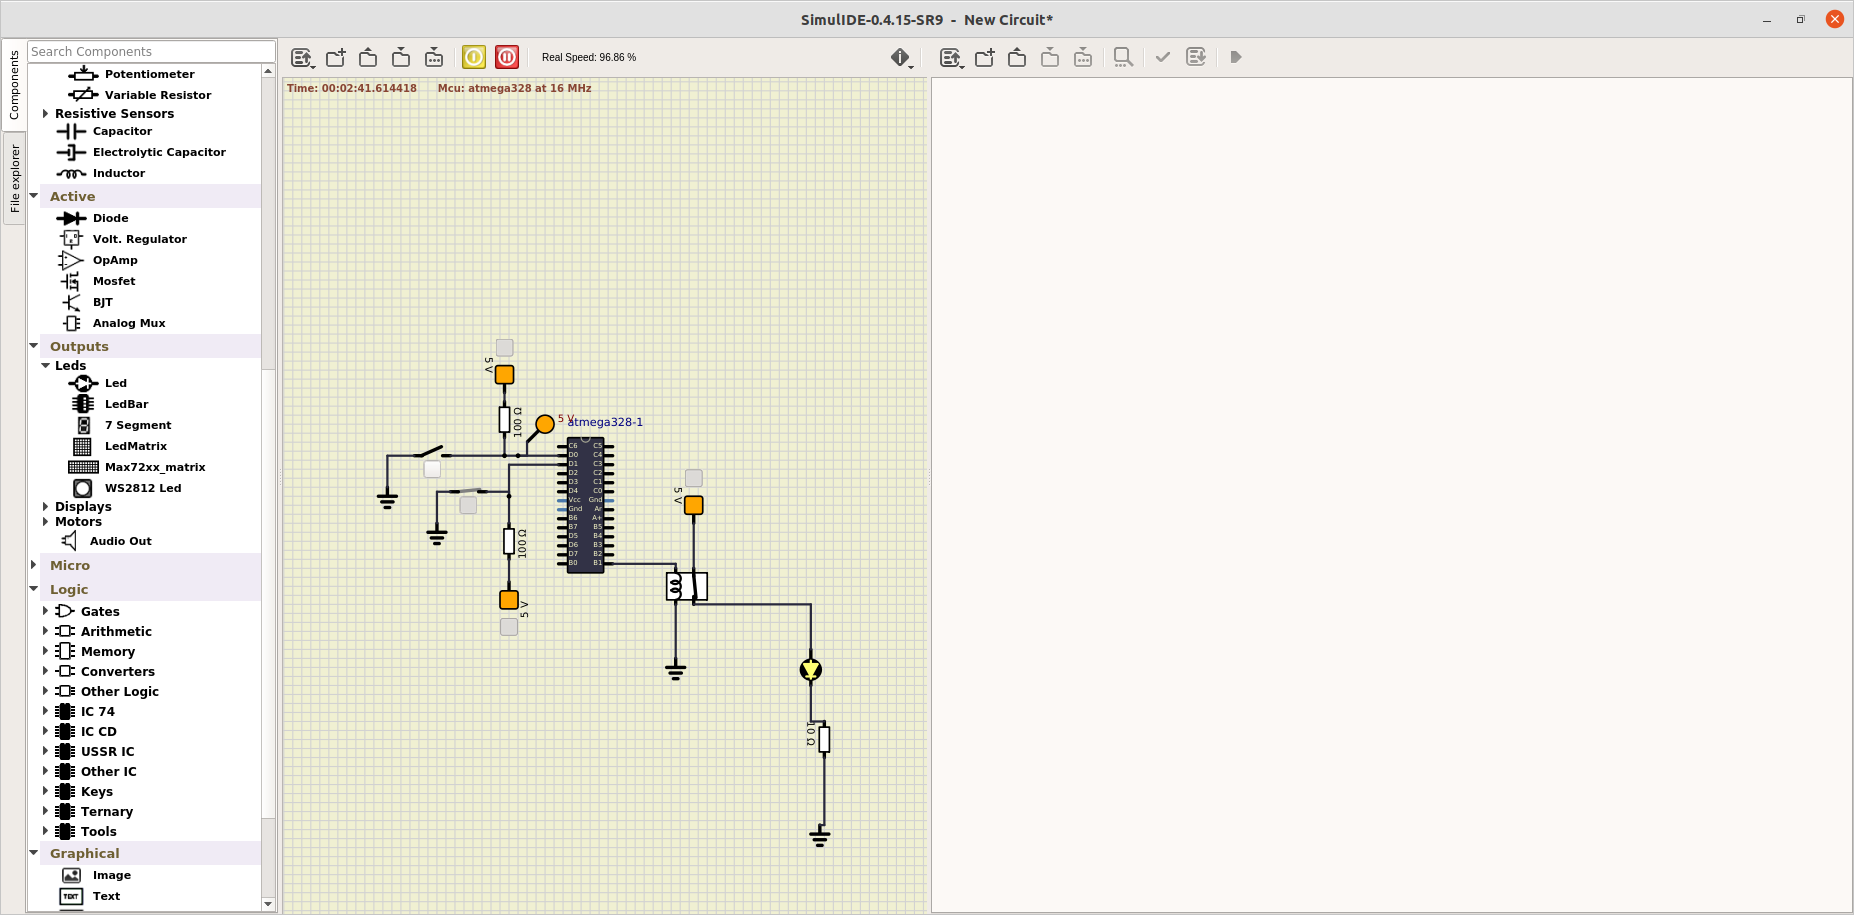 SimulIDE-0.4.15-SR9 - New Circuit*
Components
File explorer
Search Components
Potentiometer
Variable Resistor
Resistive Sensors
Capacitor
Electrolytic Capacitor
Inductor
Active
Diode
Volt. Regulator
OpAmp
Mosfet
BJT
Analog Mux
Outputs
Leds
Led
LedBar
7 Segment
LedMatrix
Max72xx_matrix
WS2812 Led
Displays
Motors
Audio Out
Micro
Logic
Gates
Arithmetic
Memory
Converters
Other Logic
IC 74
IC CD
USSR IC
Other IC
Keys
Ternary
Tools
Graphical
Image
TEXT Text
Real Speed: 96.86 %
Time: 00:02:41.614418 Mcu: atmega328 at 16 MHz
5 V
100 Ω
5 V
atmega328-1
C6 C5
D0 C4
D1 C3
D2 C2
D3 C1
D4 C0
Vcc Gnd
Gnd Ar
B6 A+
B7 B5
D5 B4
D6 B3
D7 B2
B0 B1
100 Ω
5 V
5 V
10 Ω